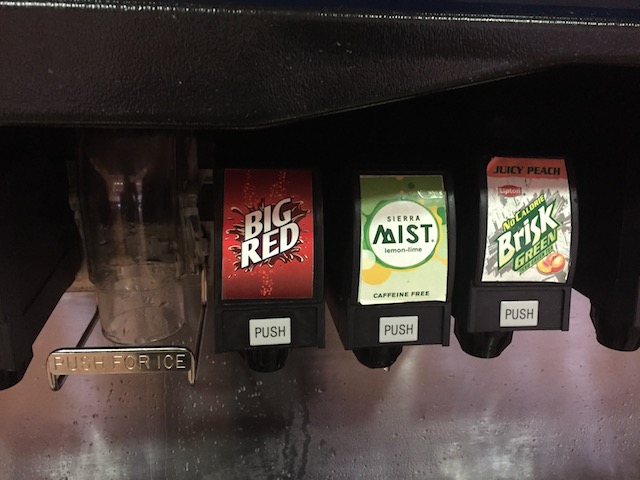 PUSH FOR ICE
BIG
RED
PUSH
SIERRA
MIST
lemon-lime
CAFFEINE FREE
PUSH
JUICY PEACH
Lipton
No CALORIE
BRiSK
GREEN
PUSH